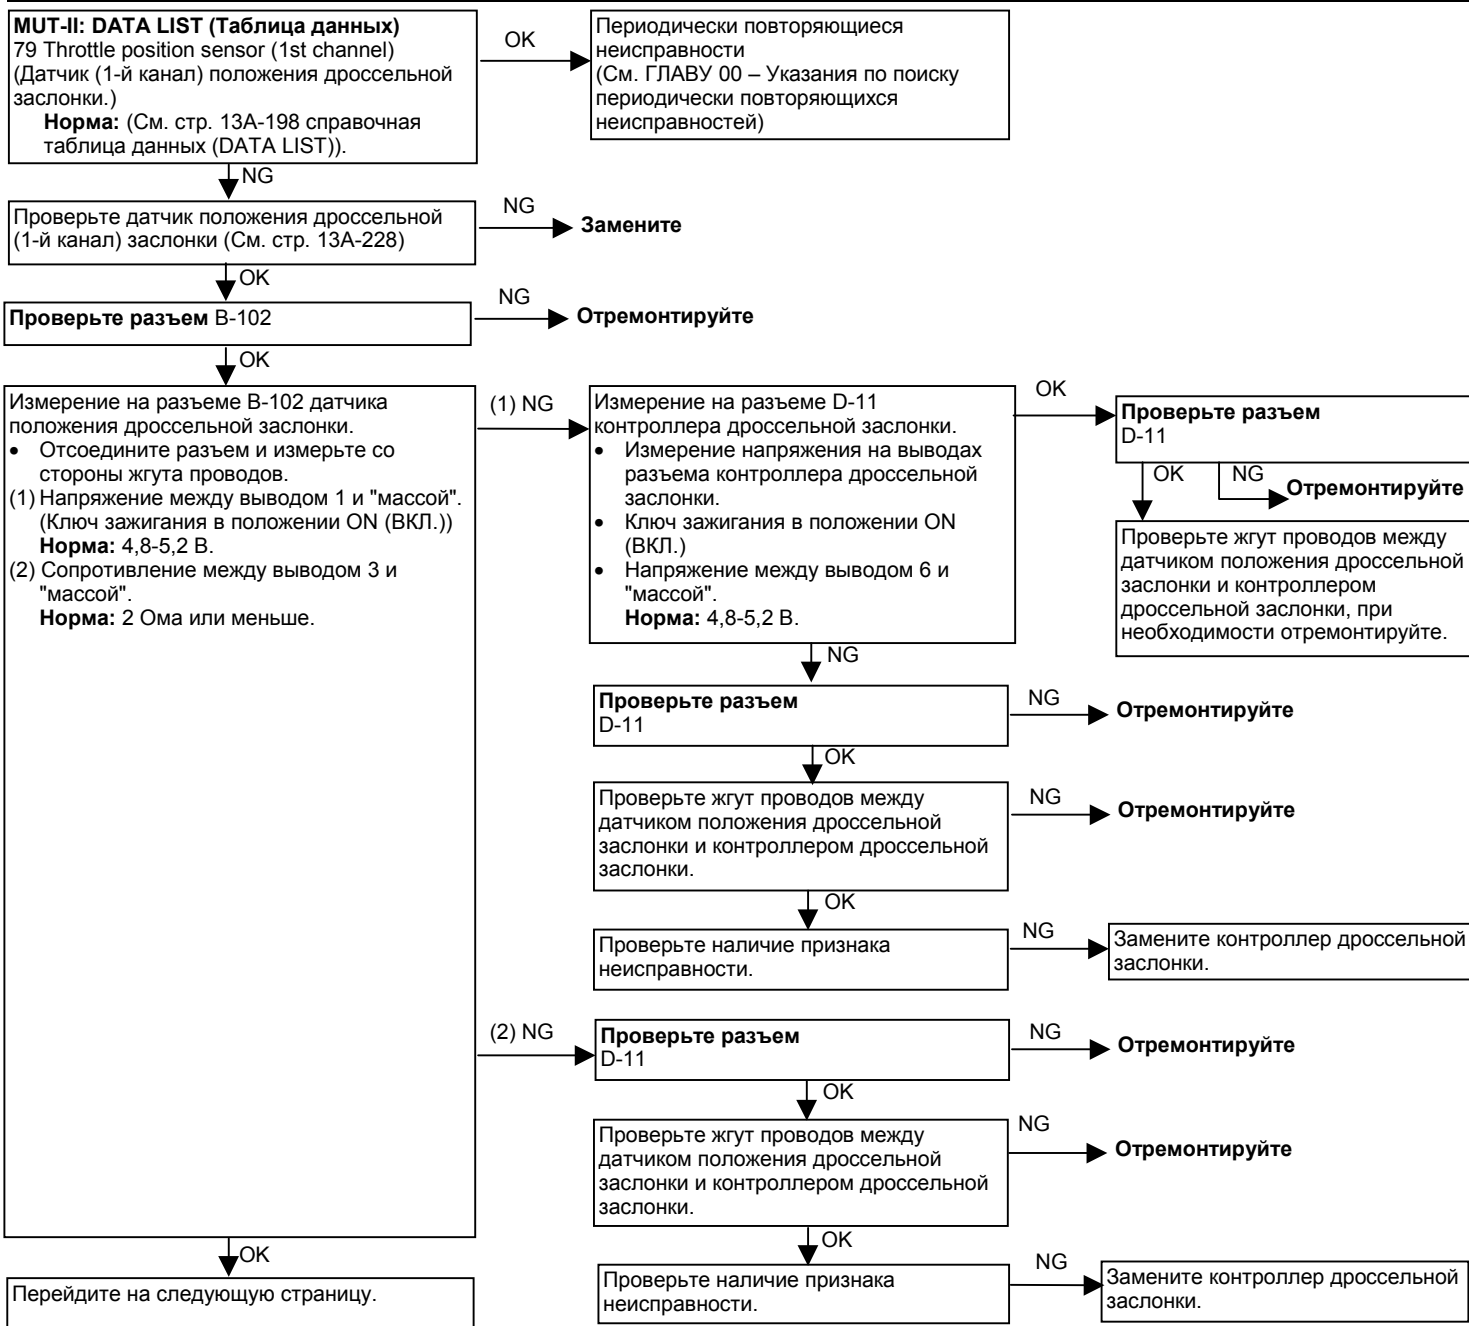 MUT-II: DATA LIST (Таблица данных)
79 Throttle position sensor (1st channel)
(Датчик (1-й канал) положения дроссельной
заслонки.)
Норма: (См. стр. 13A-198 справочная
таблица данных (DATA LIST)).
OK
Периодически повторяющиеся
неисправности
(См. ГЛАВУ 00 – Указания по поиску
периодически повторяющихся
неисправностей)
NG
Проверьте датчик положения дроссельной
(1-й канал) заслонки (См. стр. 13A-228)
NG
Замените
OK
Проверьте разъем B-102
NG
Отремонтируйте
OK
Измерение на разъеме B-102 датчика
положения дроссельной заслонки.
• Отсоедините разъем и измерьте со
стороны жгута проводов.
(1) Напряжение между выводом 1 и "массой".
(Ключ зажигания в положении ON (ВКЛ.))
Норма: 4,8-5,2 В.
(2) Сопротивление между выводом 3 и
"массой".
Норма: 2 Ома или меньше.
(1) NG
Измерение на разъеме D-11
контроллера дроссельной заслонки.
• Измерение напряжения на выводах
разъема контроллера дроссельной
заслонки.
• Ключ зажигания в положении ON
(ВКЛ.)
• Напряжение между выводом 6 и
"массой".
Норма: 4,8-5,2 В.
OK
Проверьте разъем
D-11
OK
NG
Отремонтируйте
Проверьте жгут проводов между
датчиком положения дроссельной
заслонки и контроллером
дроссельной заслонки, при
необходимости отремонтируйте.
NG
Проверьте разъем
D-11
NG
Отремонтируйте
OK
Проверьте жгут проводов между
датчиком положения дроссельной
заслонки и контроллером дроссельной
заслонки.
NG
Отремонтируйте
OK
Проверьте наличие признака
неисправности.
NG
Замените контроллер дроссельной
заслонки.
(2) NG
Проверьте разъем
D-11
NG
Отремонтируйте
OK
Проверьте жгут проводов между
датчиком положения дроссельной
заслонки и контроллером дроссельной
заслонки.
NG
Отремонтируйте
OK
Проверьте наличие признака
неисправности.
NG
Замените контроллер дроссельной
заслонки.
OK
Перейдите на следующую страницу.